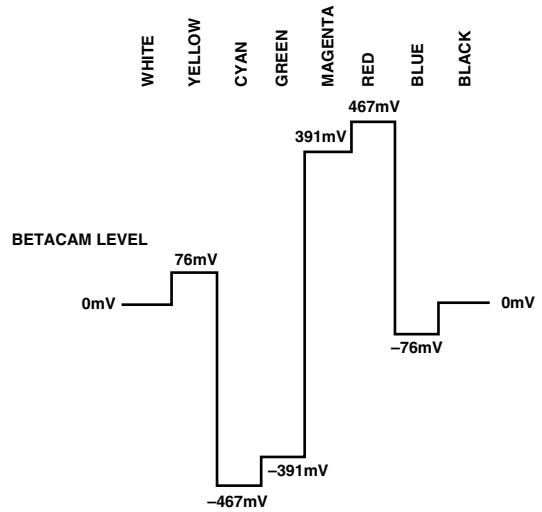 WHITE
YELLOW
CYAN
GREEN
MAGENTA
RED
BLUE
BLACK
467mV
391mV
BETACAM LEVEL
76mV
0mV
0mV
–76mV
–391mV
–467mV